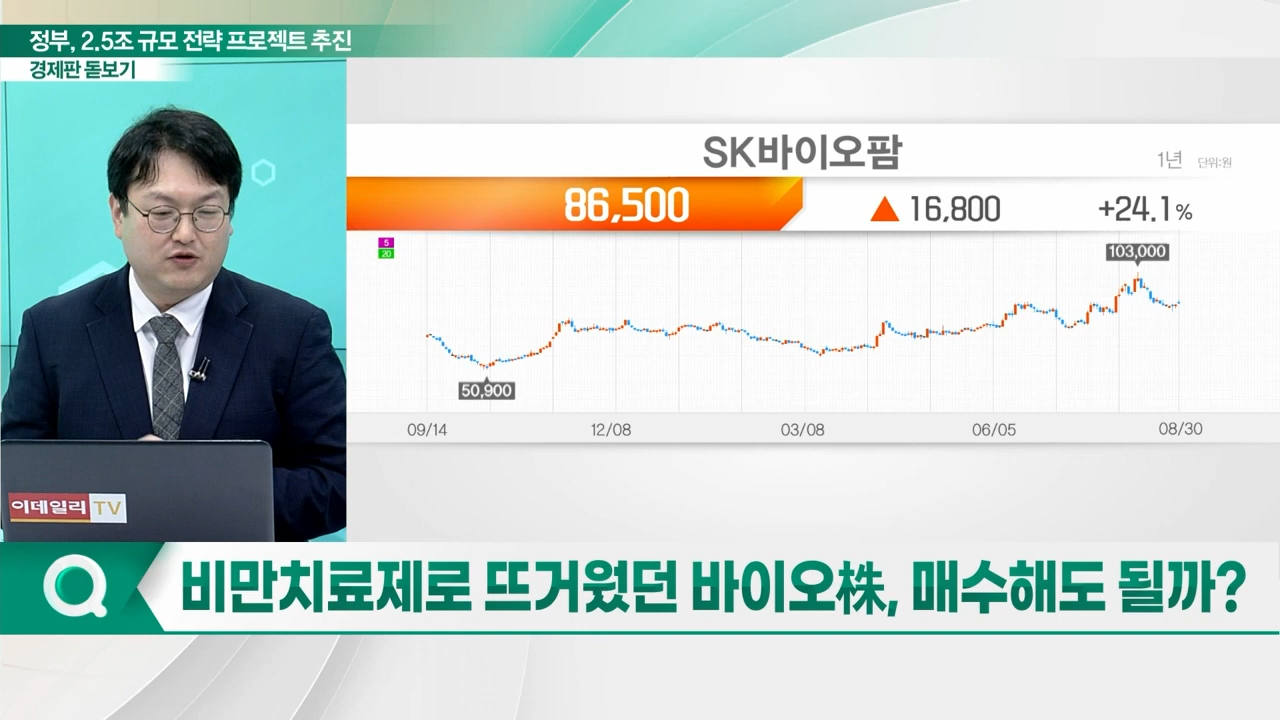 정부, 2.5조 규모 전략 프로젝트 추진
경제판 돋보기
SK바이오팜
1년 단위:원
86,500 ▲ 16,800 +24.1%
5
20
103,000
50,900
09/14 12/08 03/08 06/05 08/30
이데일리 TV
Q 비만치료제로 뜨거웠던 바이오株, 매수해도 될까?